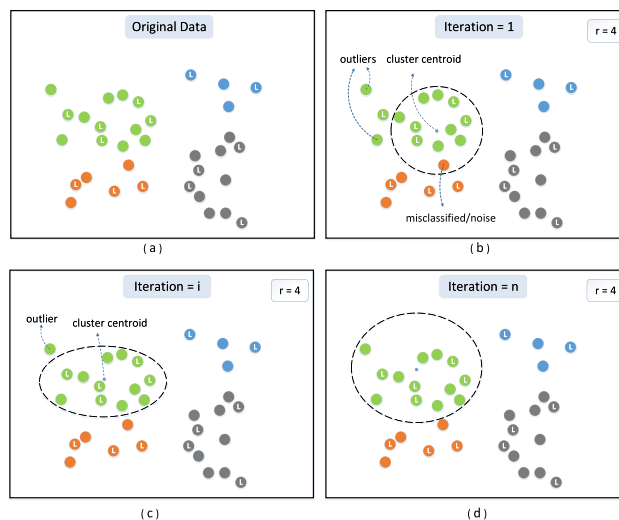 Original Data
L
L
L
L
L
L
L
L
L
L
L
L
L
L
( a )
Iteration = 1
r = 4
outliers
cluster centroid
L
L
L
L
L
L
L
L
L
L
L
L
L
L
misclassified/noise
( b )
Iteration = i
r = 4
outlier
cluster centroid
L
L
L
L
L
L
L
L
L
L
L
L
L
L
( c )
Iteration = n
r = 4
L
L
L
L
L
L
L
L
L
L
L
L
L
L
( d )